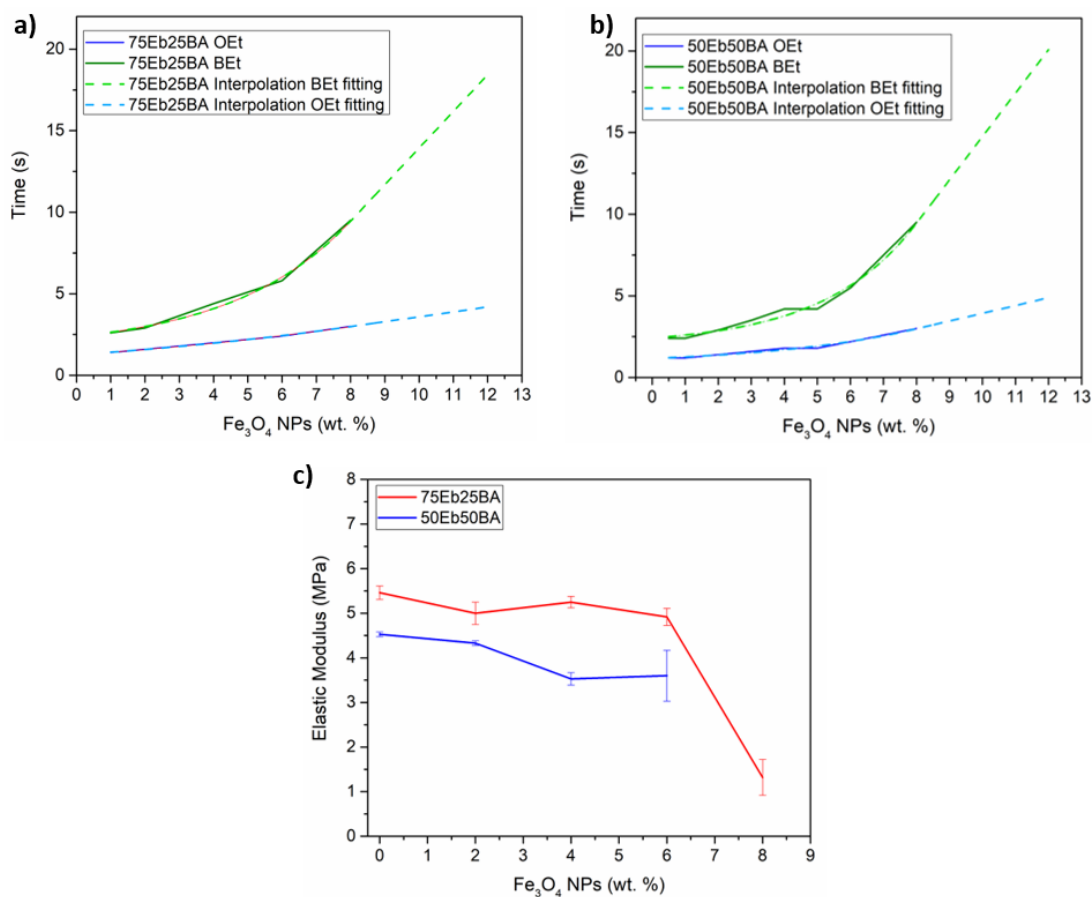 a)
75Eb25BA OEt
75Eb25BA BEt
75Eb25BA Interpolation BEt fitting
75Eb25BA Interpolation OEt fitting
20
15
10
5
0
Time (s)
0 1 2 3 4 5 6 7 8 9 10 11 12 13
Fe₃O₄ NPs (wt. %)
b)
50Eb50BA OEt
50Eb50BA BEt
50Eb50BA Interpolation BEt fitting
50Eb50BA Interpolation OEt fitting
20
15
10
5
0
Time (s)
0 1 2 3 4 5 6 7 8 9 10 11 12 13
Fe₃O₄ NPs (wt. %)
c)
75Eb25BA
50Eb50BA
8
7
6
5
4
3
2
1
0
Elastic Modulus (MPa)
0 1 2 3 4 5 6 7 8 9
Fe₃O₄ NPs (wt. %)